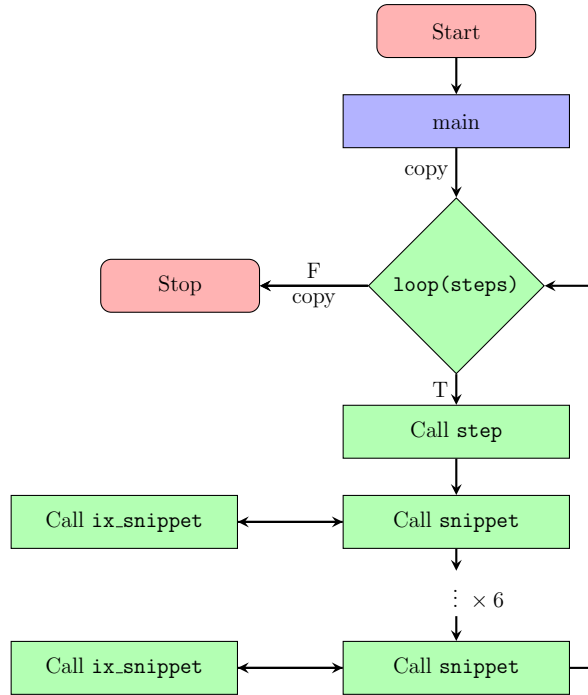 Start
main
copy
Stop
F
copy
loop(steps)
T
Call step
Call ix_snippet
Call snippet
⋮ × 6
Call ix_snippet
Call snippet